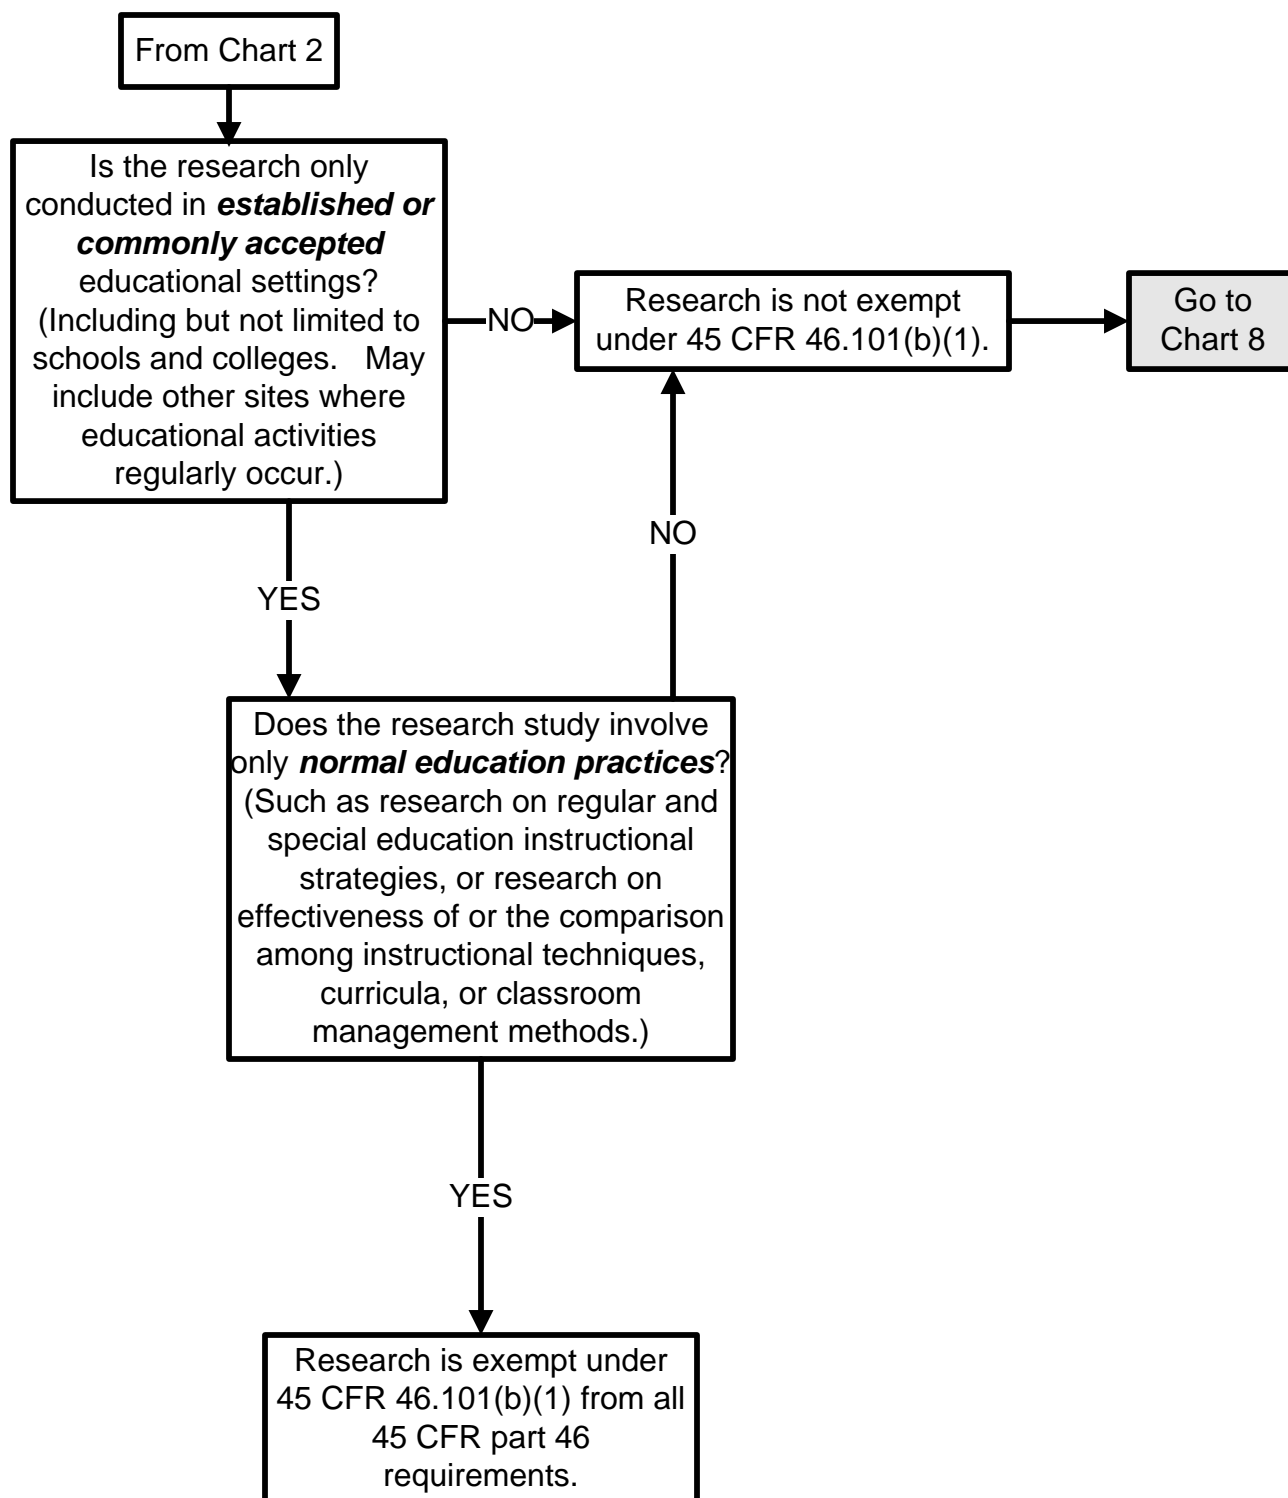 From Chart 2
Is the research only
conducted in established or
commonly accepted
educational settings?
(Including but not limited to
schools and colleges.   May
include other sites where
educational activities
regularly occur.)
NO
Research is not exempt
under 45 CFR 46.101(b)(1).
Go to
Chart 8
YES
NO
Does the research study involve
only normal education practices?
(Such as research on regular and
special education instructional
strategies, or research on
effectiveness of or the comparison
among instructional techniques,
curricula, or classroom
management methods.)
YES
Research is exempt under
45 CFR 46.101(b)(1) from all
45 CFR part 46
requirements.